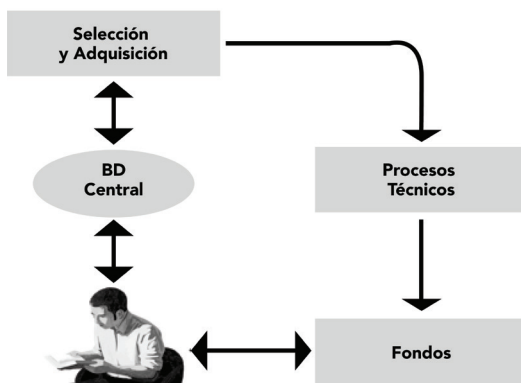 Selección
y Adquisición
BD
Central
Procesos
Técnicos
Fondos